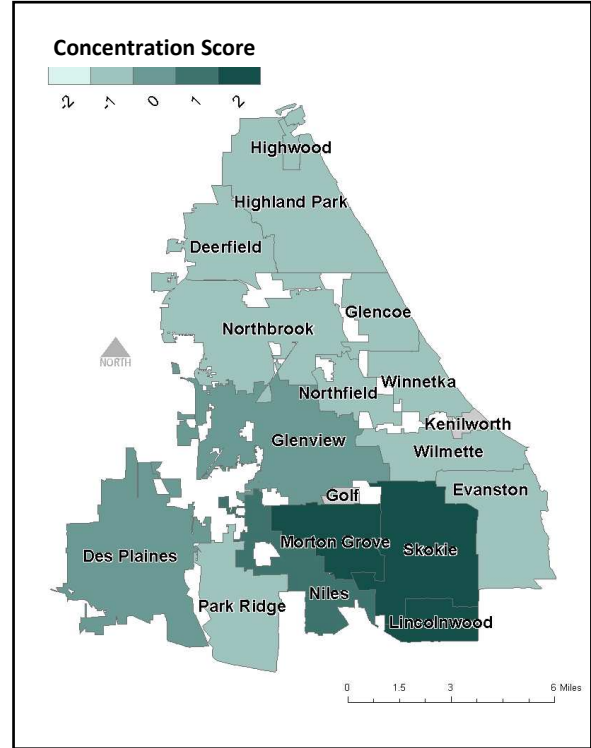 Concentration Score
-2 -1 0 1 2
Highwood
Highland Park
Deerfield
Glencoe
Northbrook
NORTH
Winnetka
Northfield
Kenilworth
Glenview
Wilmette
Evanston
Golf
Morton Grove
Skokie
Des Plaines
Niles
Park Ridge
Lincolnwood
0 1.5 3 6 Miles